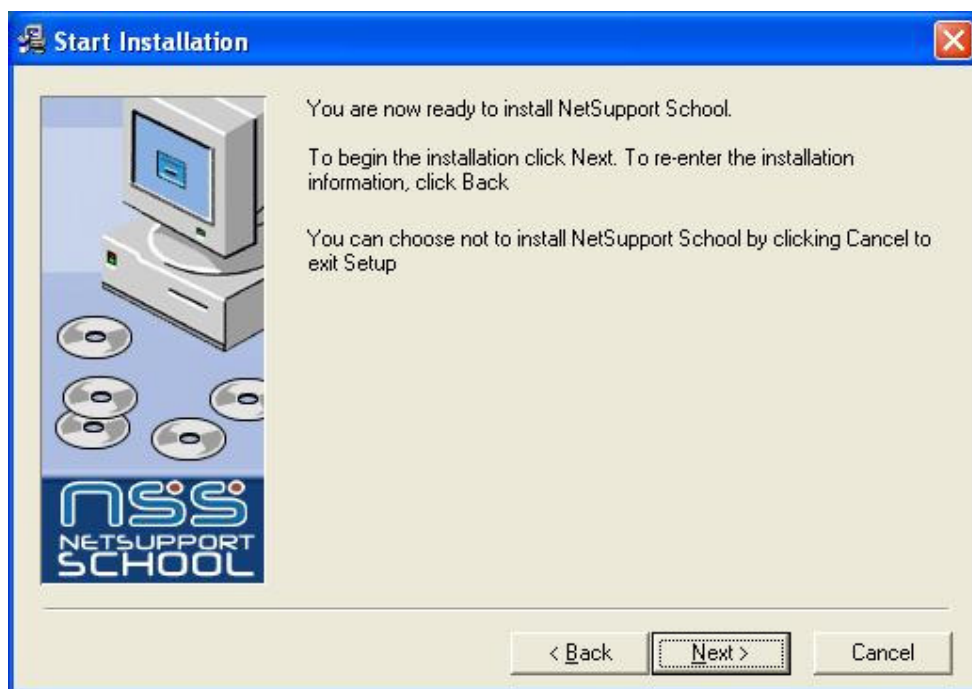 Start Installation
You are now ready to install NetSupport School.
To begin the installation click Next. To re-enter the installation
information, click Back
You can choose not to install NetSupport School by clicking Cancel to
exit Setup
nss
NETSUPPORT
SCHOOL
< Back
Next >
Cancel